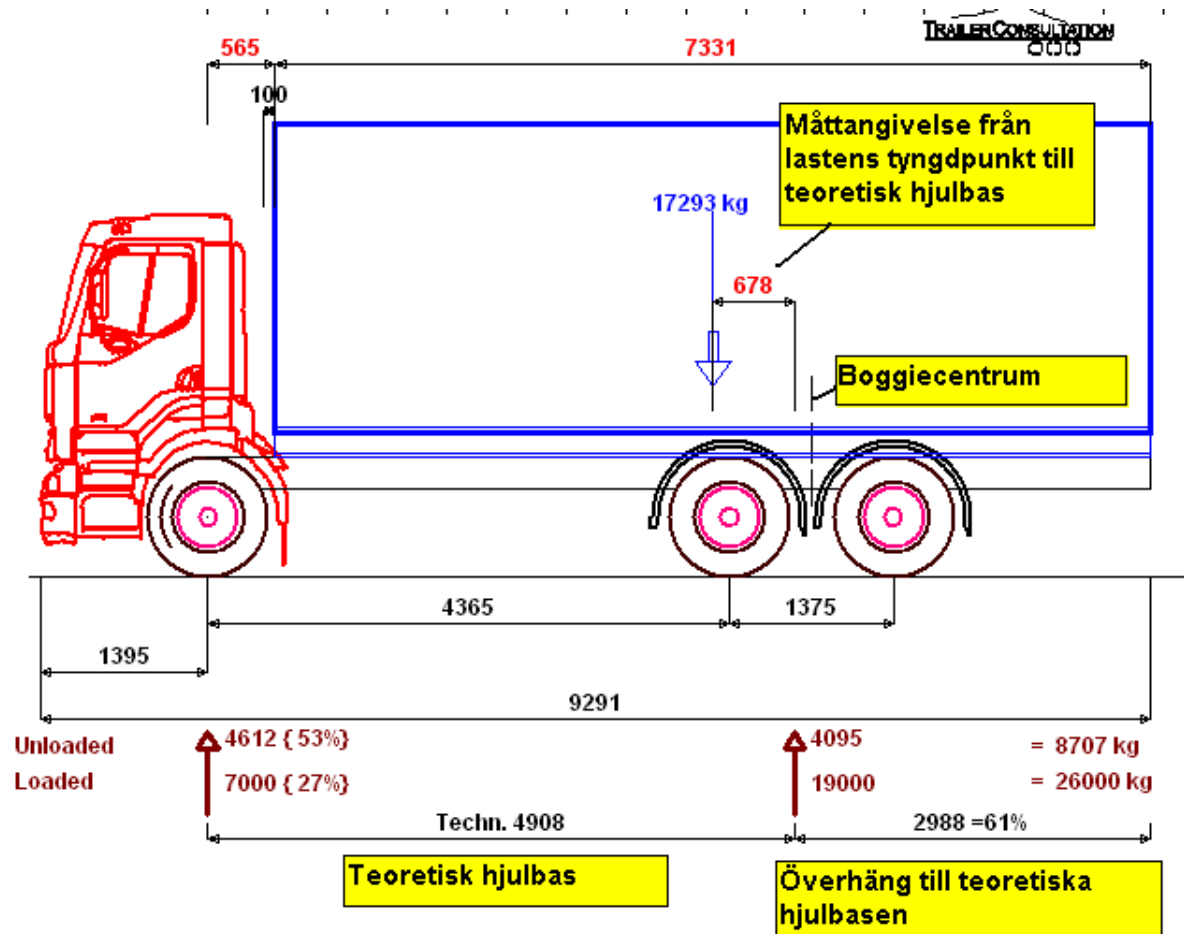 TRAILERCONSULTATION
565
7331
100
Måttangivelse från
lastens tyngdpunkt till
teoretisk hjulbas
17293 kg
678
Boggiecentrum
4365
1375
1395
9291
Unloaded 4612 { 53%} 4095 = 8707 kg
Loaded 7000 { 27%} 19000 = 26000 kg
Techn. 4908
2988 =61%
Teoretisk hjulbas
Överhäng till teoretiska
hjulbasen